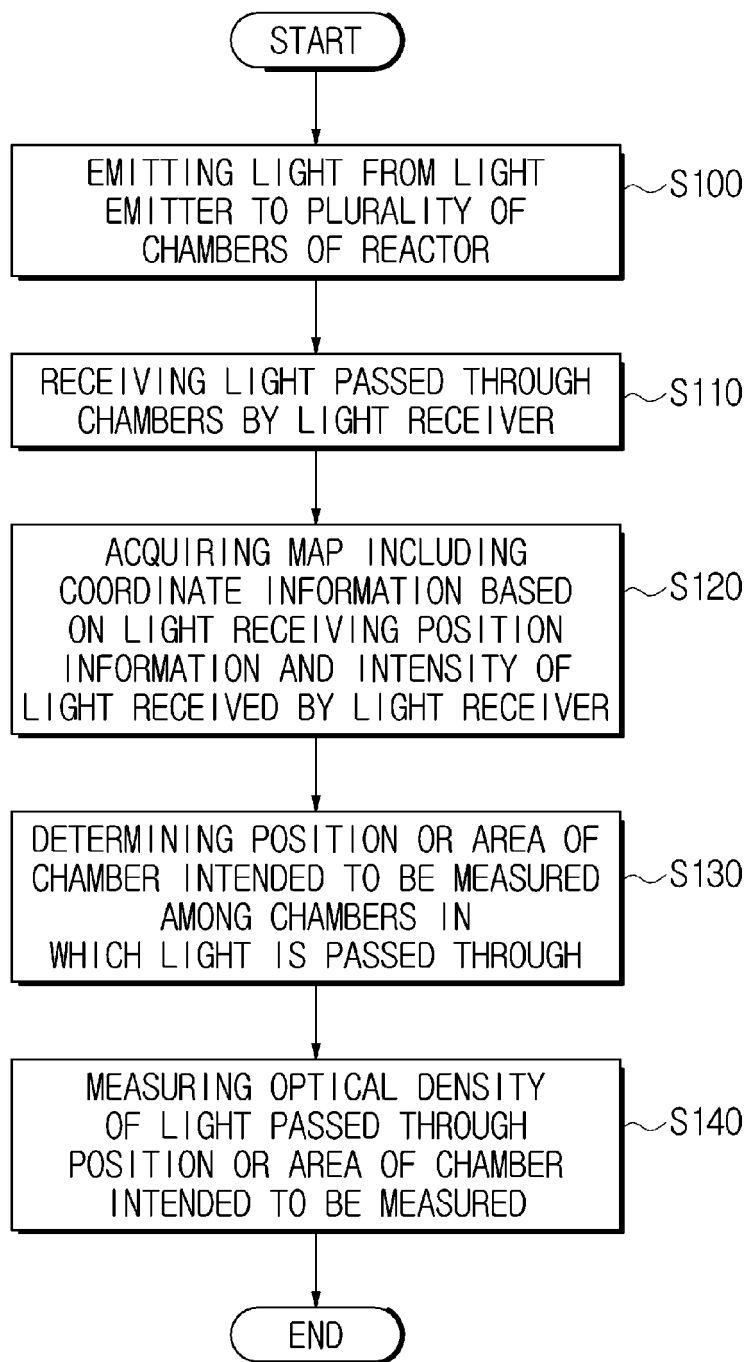 START
EMITTING LIGHT FROM LIGHT
EMITTER TO PLURALITY OF
CHAMBERS OF REACTOR
S100
RECEIVING LIGHT PASSED THROUGH
CHAMBERS BY LIGHT RECEIVER
S110
ACQUIRING MAP INCLUDING
COORDINATE INFORMATION BASED
ON LIGHT RECEIVING POSITION
INFORMATION AND INTENSITY OF
LIGHT RECEIVED BY LIGHT RECEIVER
S120
DETERMINING POSITION OR AREA OF
CHAMBER INTENDED TO BE MEASURED
AMONG CHAMBERS IN
WHICH LIGHT IS PASSED THROUGH
S130
MEASURING OPTICAL DENSITY
OF LIGHT PASSED THROUGH
POSITION OR AREA OF CHAMBER
INTENDED TO BE MEASURED
S140
END